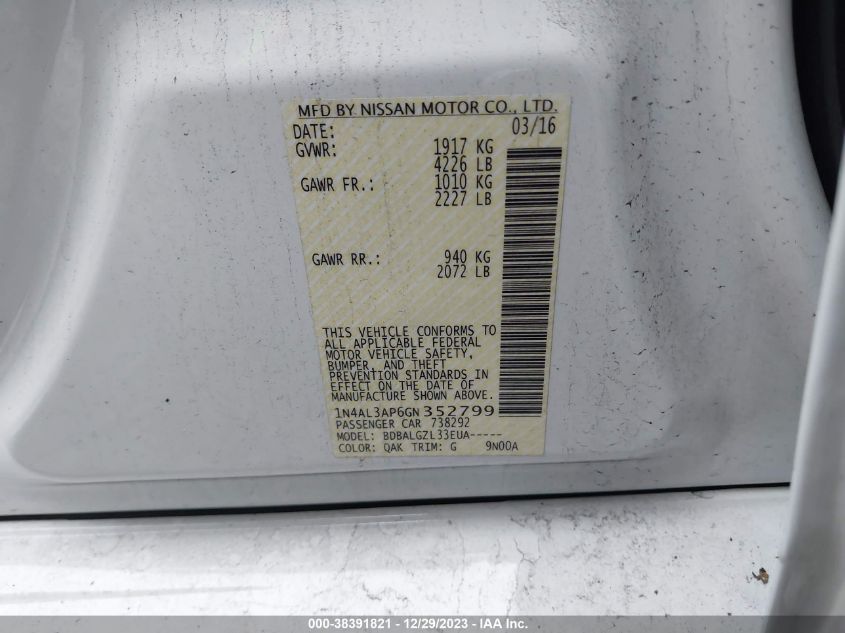 MFD BY NISSAN MOTOR CO., LTD.
DATE: 03/16
GVWR: 1917 KG
4226 LB
GAWR FR.: 1010 KG
2227 LB
GAWR RR.: 940 KG
2072 LB
THIS VEHICLE CONFORMS TO
ALL APPLICABLE FEDERAL
MOTOR VEHICLE SAFETY,
BUMPER, AND THEFT
PREVENTION STANDARDS IN
EFFECT ON THE DATE OF
MANUFACTURE SHOWN ABOVE.
1N4AL3AP6GN352799
PASSENGER CAR 738292
MODEL: BDBALGZL33EUA-----
COLOR: QAK TRIM: G 9N00A
000-38391821 - 12/29/2023 - COPYRIGHT © IAA, Inc.